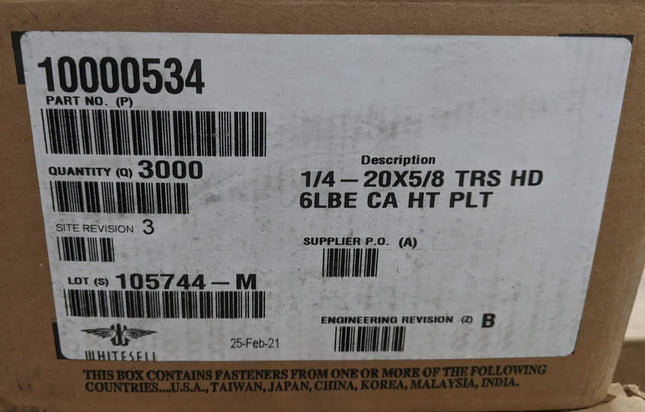 10000534
PART NO. (P)
QUANTITY (Q) 3000
Description
1/4-20X5/8 TRS HD
6LBE CA HT PLT
SITE REVISION 3
SUPPLIER P.O. (A)
LOT (S) 105744-M
ENGINEERING REVISION (Z) B
WHITESELL
25-Feb-21
THIS BOX CONTAINS FASTENERS FROM ONE OR MORE OF THE FOLLOWING
COUNTRIES....U.S.A., TAIWAN, JAPAN, CHINA, KOREA, MALAYSIA, INDIA.